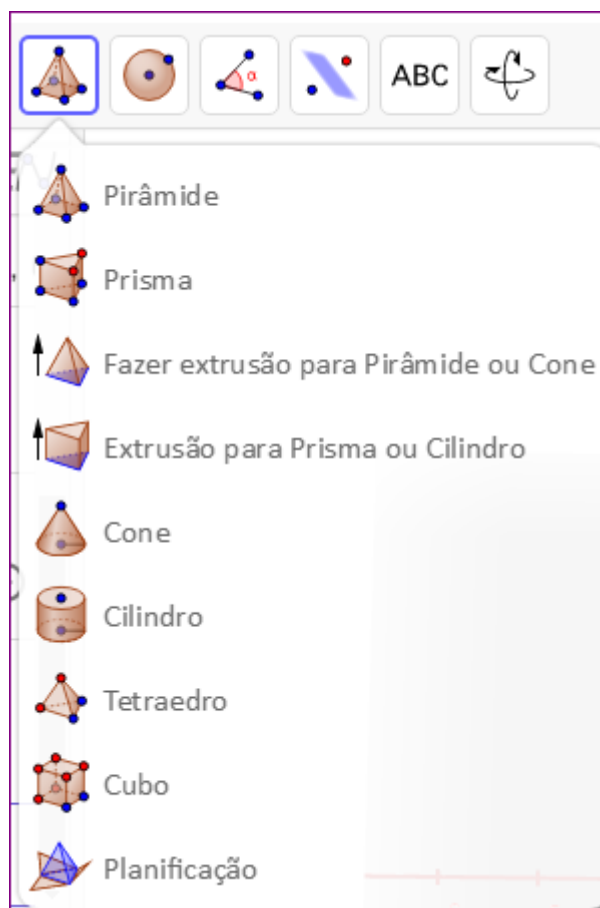 ABC
Pirâmide
Prisma
Fazer extrusão para Pirâmide ou Cone
Extrusão para Prisma ou Cilindro
Cone
Cilindro
Tetraedro
Cubo
Planificação